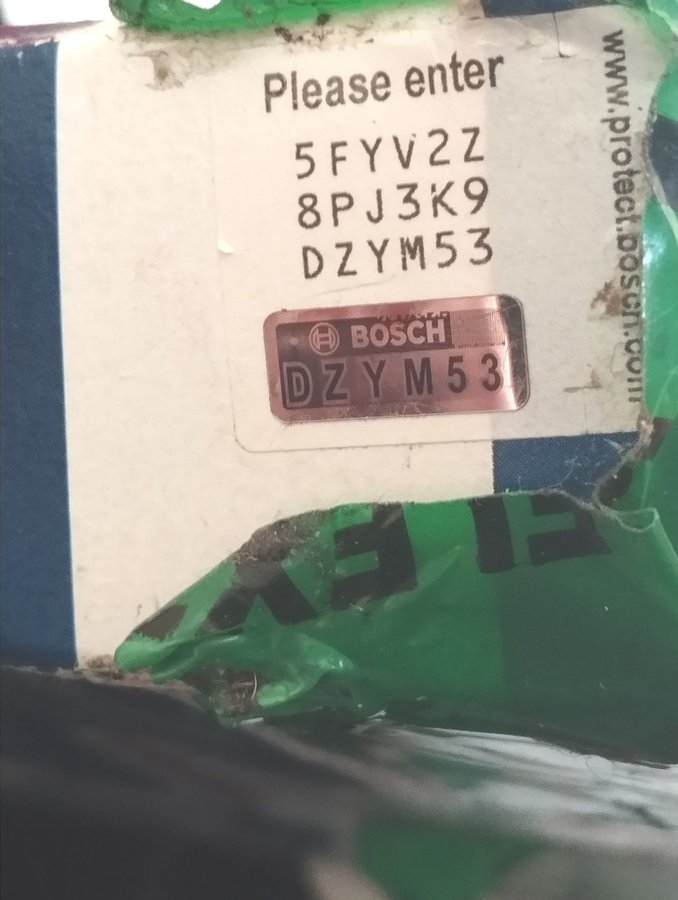 Please enter
5FYV2Z
8PJ3K9
DZYM53
BOSCH
DZYM53
www.protect.bosch.com